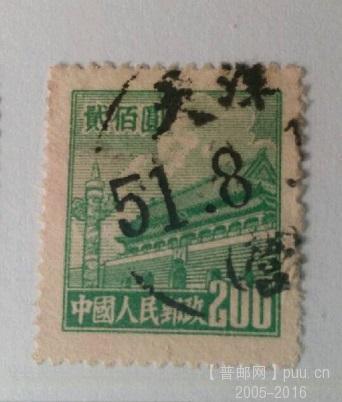 貳佰圓
天津
51.8
中國人民郵政 200
【普邮网】puu.cn
2005-2016